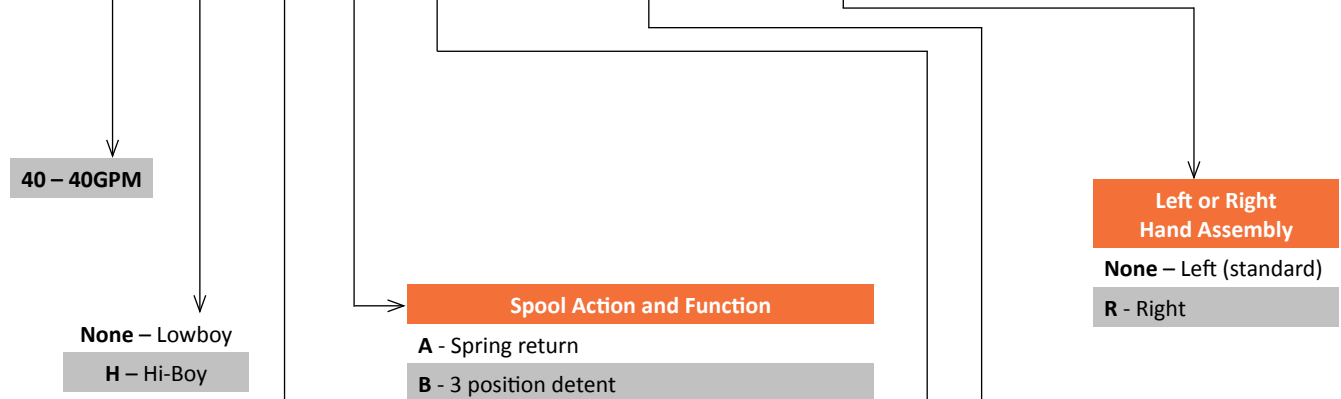 40 – 40GPM
None – Lowboy
H – Hi-Boy
Spool Action and Function
A - Spring return
B - 3 position detent
Left or Right
Hand Assembly
None – Left (standard)
R - Right